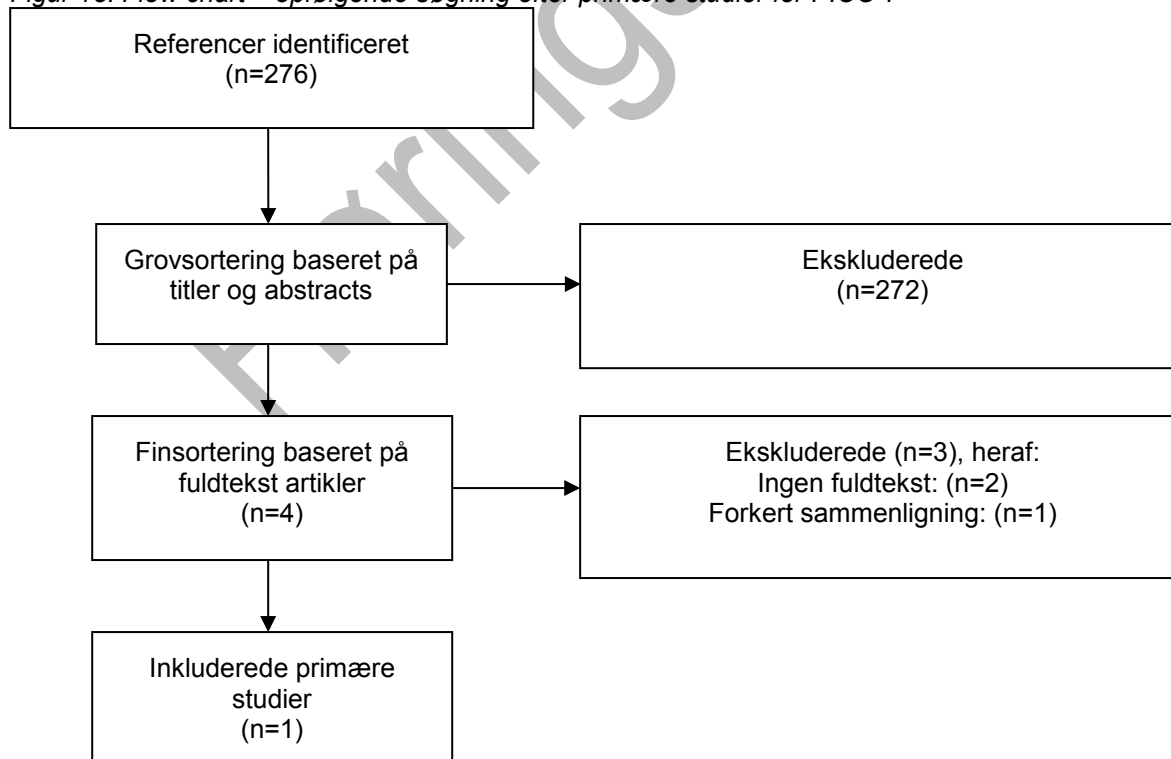 Referencer identificeret
(n=276)
Grovsortering baseret på
titler og abstracts
Ekskluderede
(n=272)
Finsortering baseret på
fuldtekst artikler
(n=4)
Ekskluderede (n=3), heraf:
Ingen fuldtekst: (n=2)
Forkert sammenligning: (n=1)
Inkluderede primære
studier
(n=1)